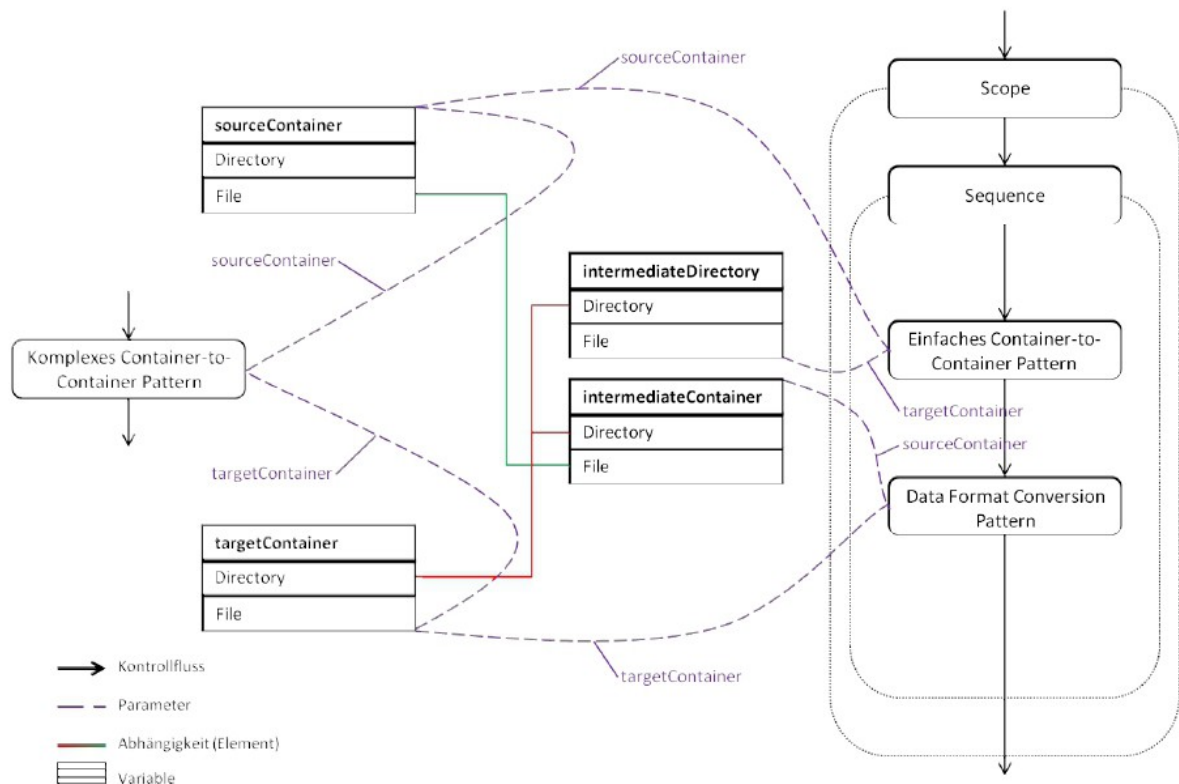 sourceContainer
Scope
sourceContainer
Directory
File
Sequence
sourceContainer
intermediateDirectory
Directory
File
Komplexes Container-to-
Container Pattern
Einfaches Container-to-
Container Pattern
intermediateContainer
Directory
File
targetContainer
sourceContainer
targetContainer
Data Format Conversion
Pattern
targetContainer
Directory
File
targetContainer
Kontrollfluss
Parameter
Abhängigkeit (Element)
Variable